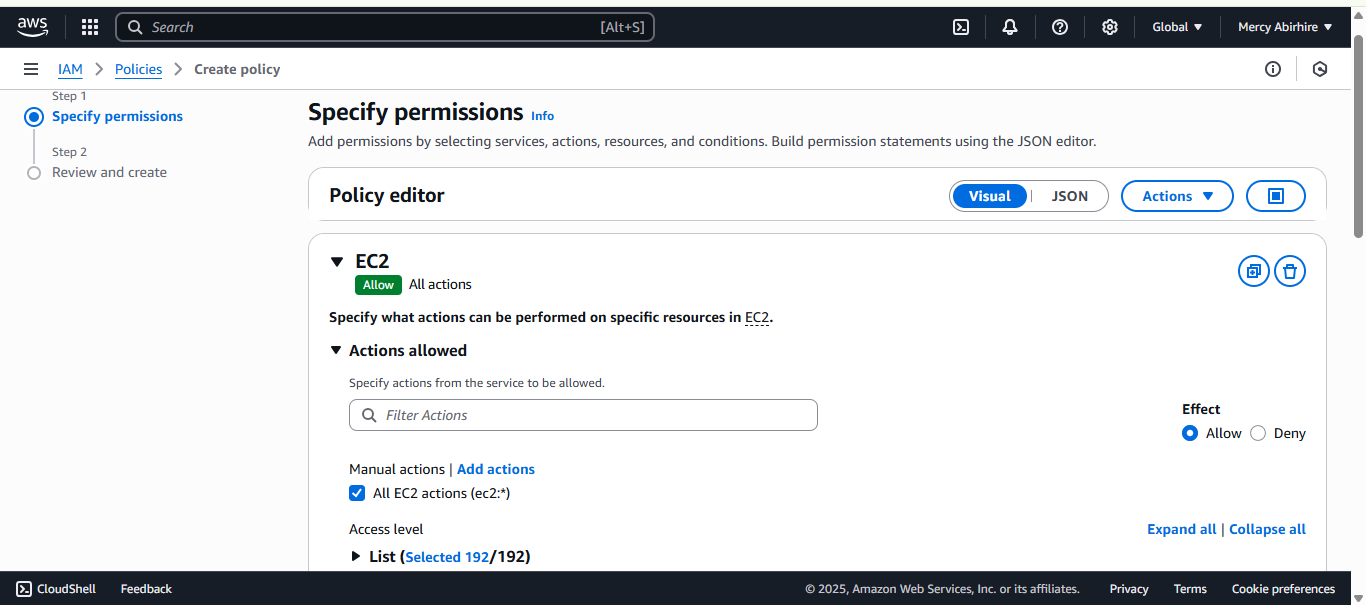 aws
Search [Alt+S]
Global
Mercy Abirhire
IAM
Policies
Create policy
Step 1
Specify permissions
Step 2
Review and create
Specify permissions Info
Add permissions by selecting services, actions, resources, and conditions. Build permission statements using the JSON editor.
Policy editor
Visual
JSON
Actions
EC2
Allow All actions
Specify what actions can be performed on specific resources in EC2.
Actions allowed
Specify actions from the service to be allowed.
Filter Actions
Effect
Allow
Deny
Manual actions | Add actions
All EC2 actions (ec2:*)
Access level
Expand all | Collapse all
List (Selected 192/192)
CloudShell
Feedback
© 2025, Amazon Web Services, Inc. or its affiliates.
Privacy
Terms
Cookie preferences